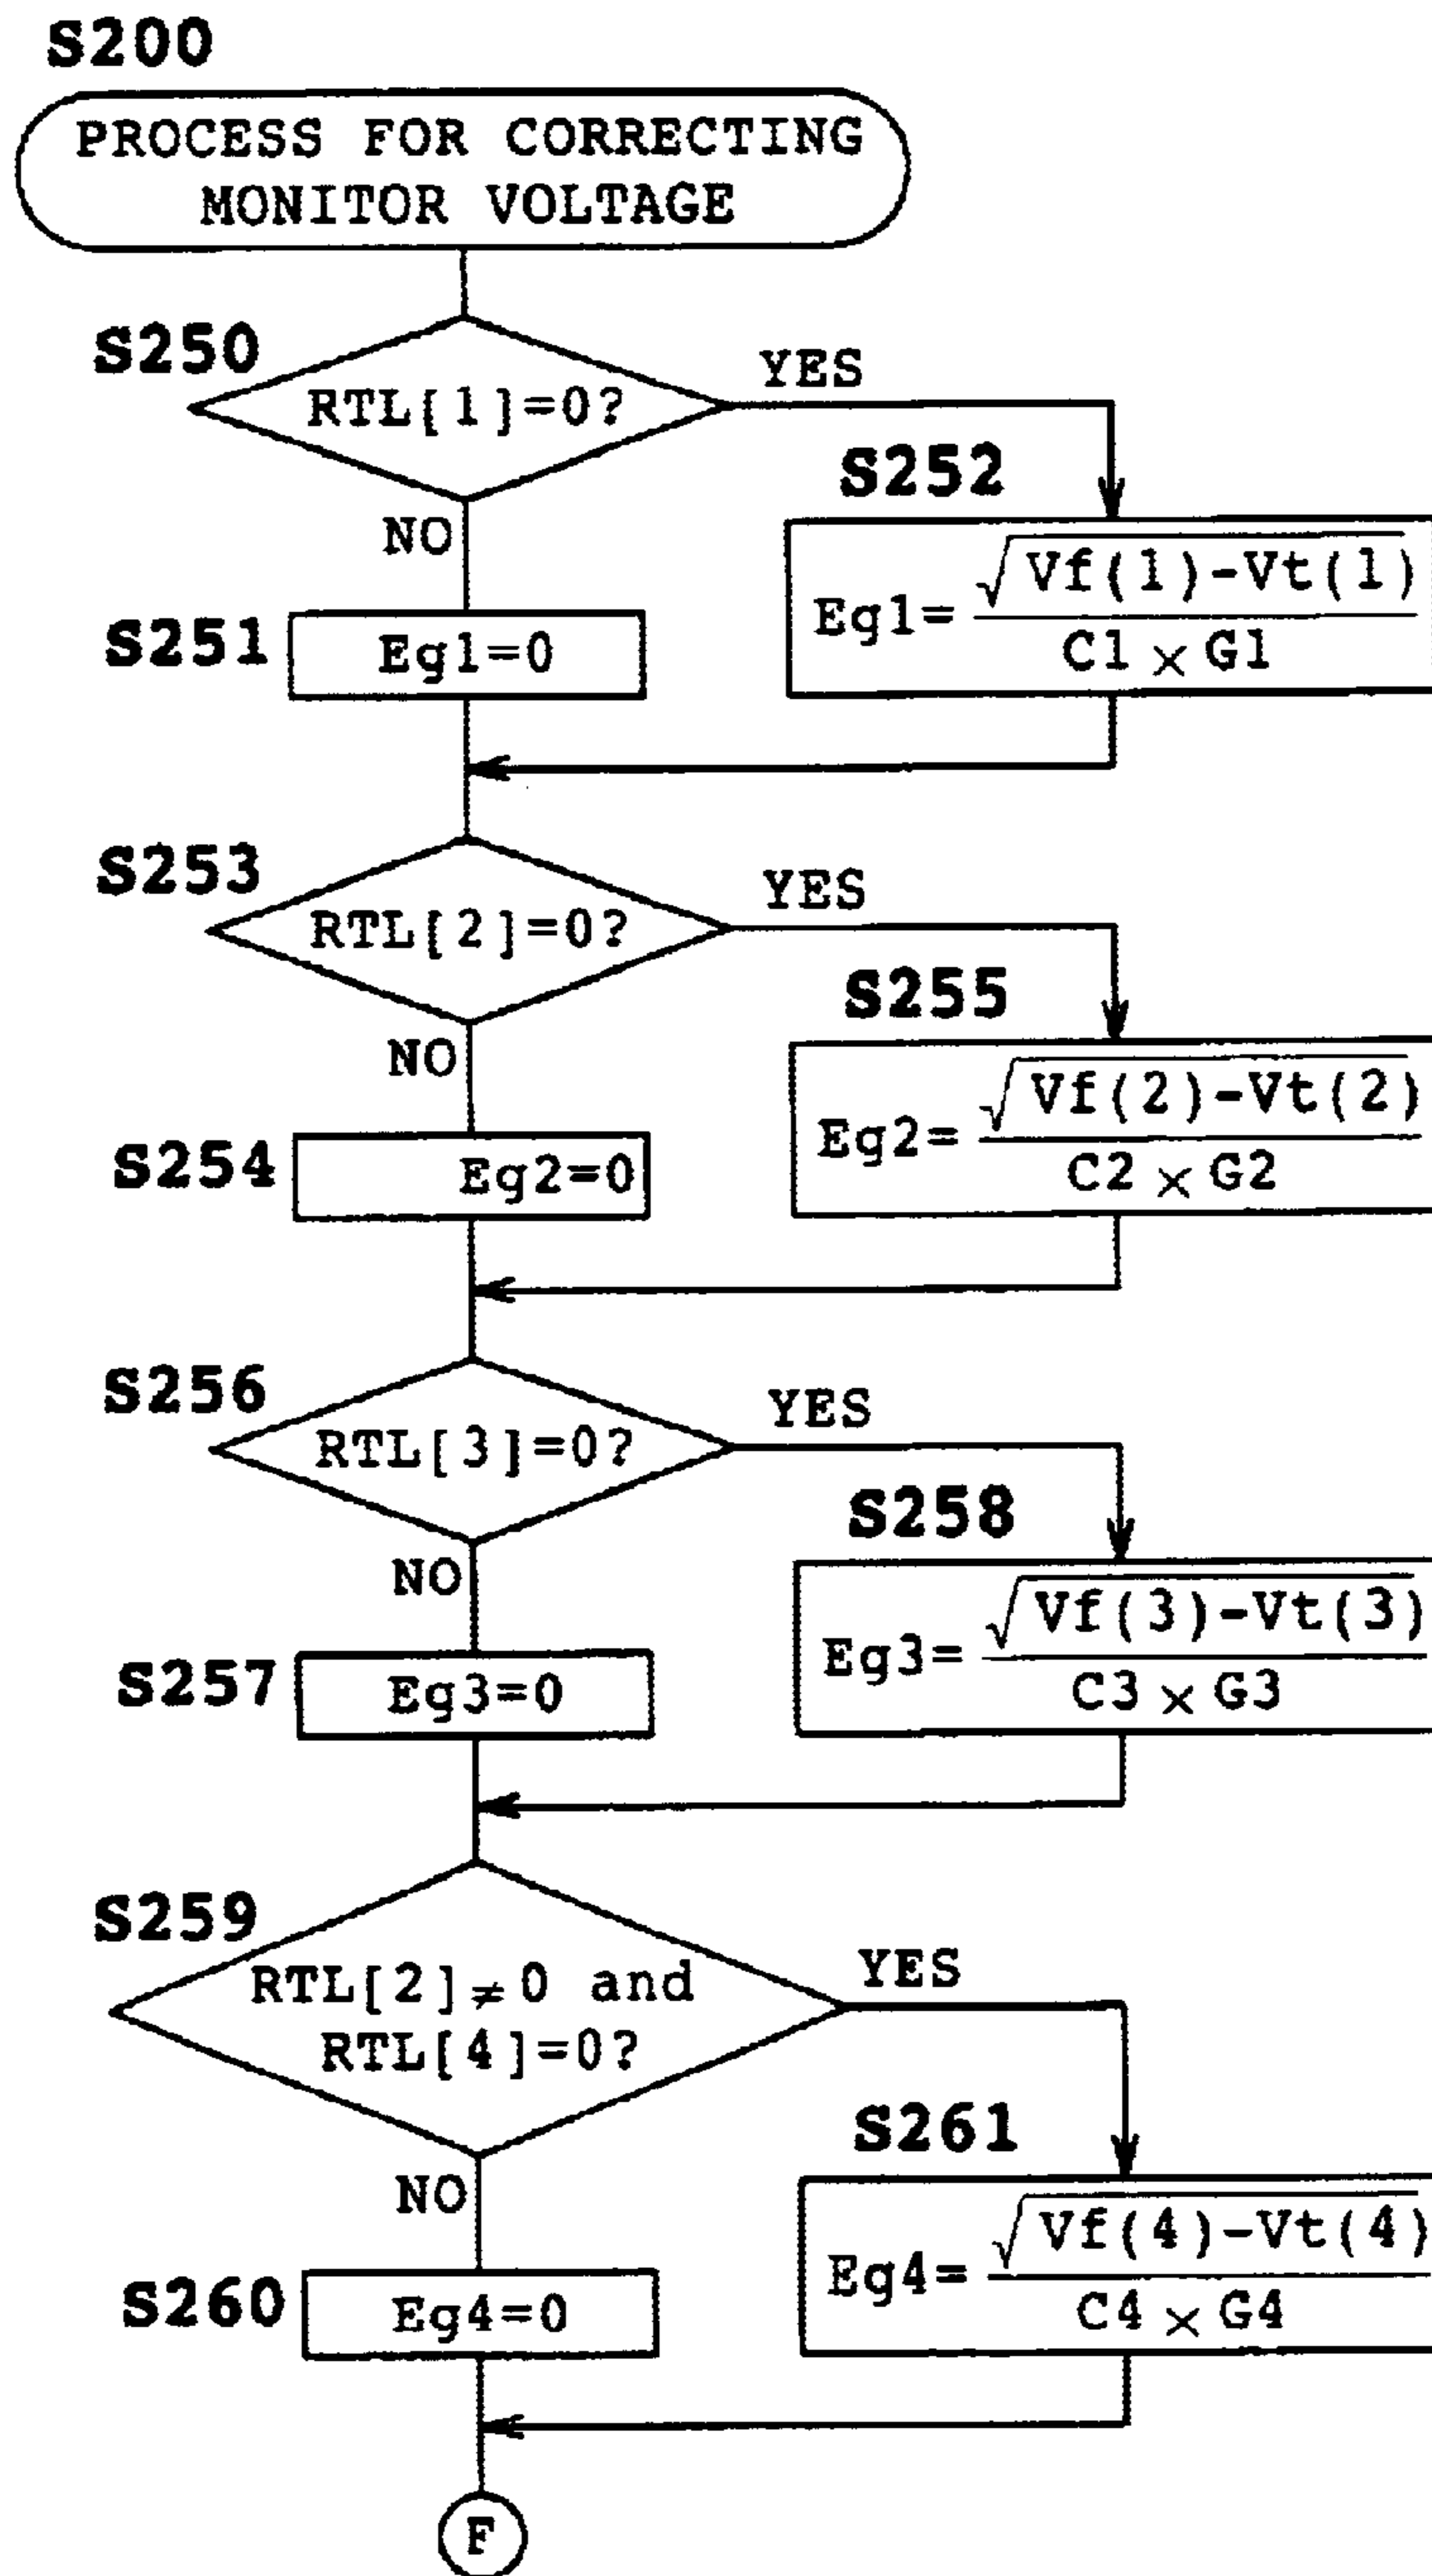 S200
PROCESS FOR CORRECTING
MONITOR VOLTAGE
S250
RTL[1]=0?
YES
NO
S252
Eg1= √Vf(1)-Vt(1)
C1 × G1
S251
Eg1=0
S253
RTL[2]=0?
YES
NO
S255
Eg2= √Vf(2)-Vt(2)
C2 × G2
S254
Eg2=0
S256
RTL[3]=0?
YES
NO
S258
Eg3= √Vf(3)-Vt(3)
C3 × G3
S257
Eg3=0
S259
RTL[2]≠0 and
RTL[4]=0?
YES
NO
S261
Eg4= √Vf(4)-Vt(4)
C4 × G4
S260
Eg4=0
F